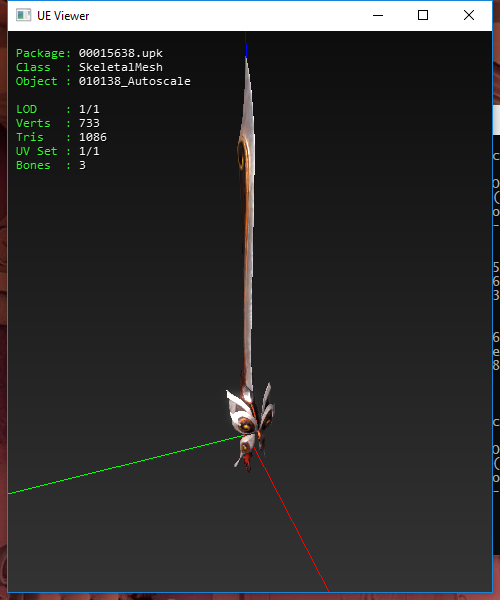 UE Viewer
Package: 00015638.upk
Class : SkeletalMesh
Object : 010138_Autoscale
LOD : 1/1
Verts : 733
Tris : 1086
UV Set : 1/1
Bones : 3